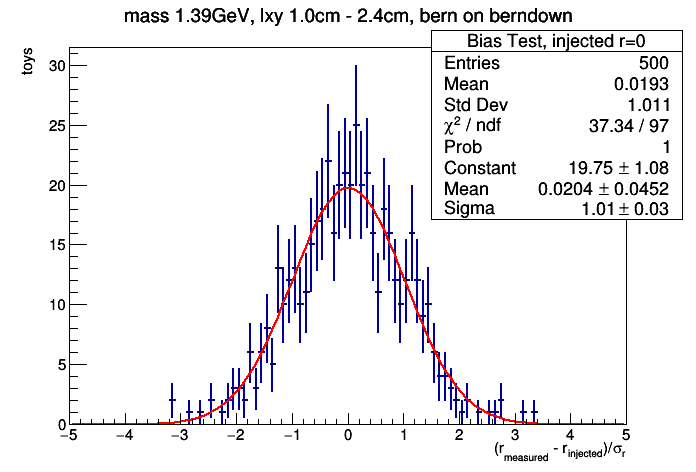 mass 1.39GeV, lxy 1.0cm - 2.4cm, bern on berndown
Bias Test, injected r=0
Entries 500
Mean 0.0193
Std Dev 1.011
χ² / ndf 37.34 / 97
Prob 1
Constant 19.75 ± 1.08
Mean 0.0204 ± 0.0452
Sigma 1.01 ± 0.03
toys
30
25
20
15
10
5
0
−5 −4 −3 −2 −1 0 1 2 3 4 5
(r_measured - r_injected)/σ_r